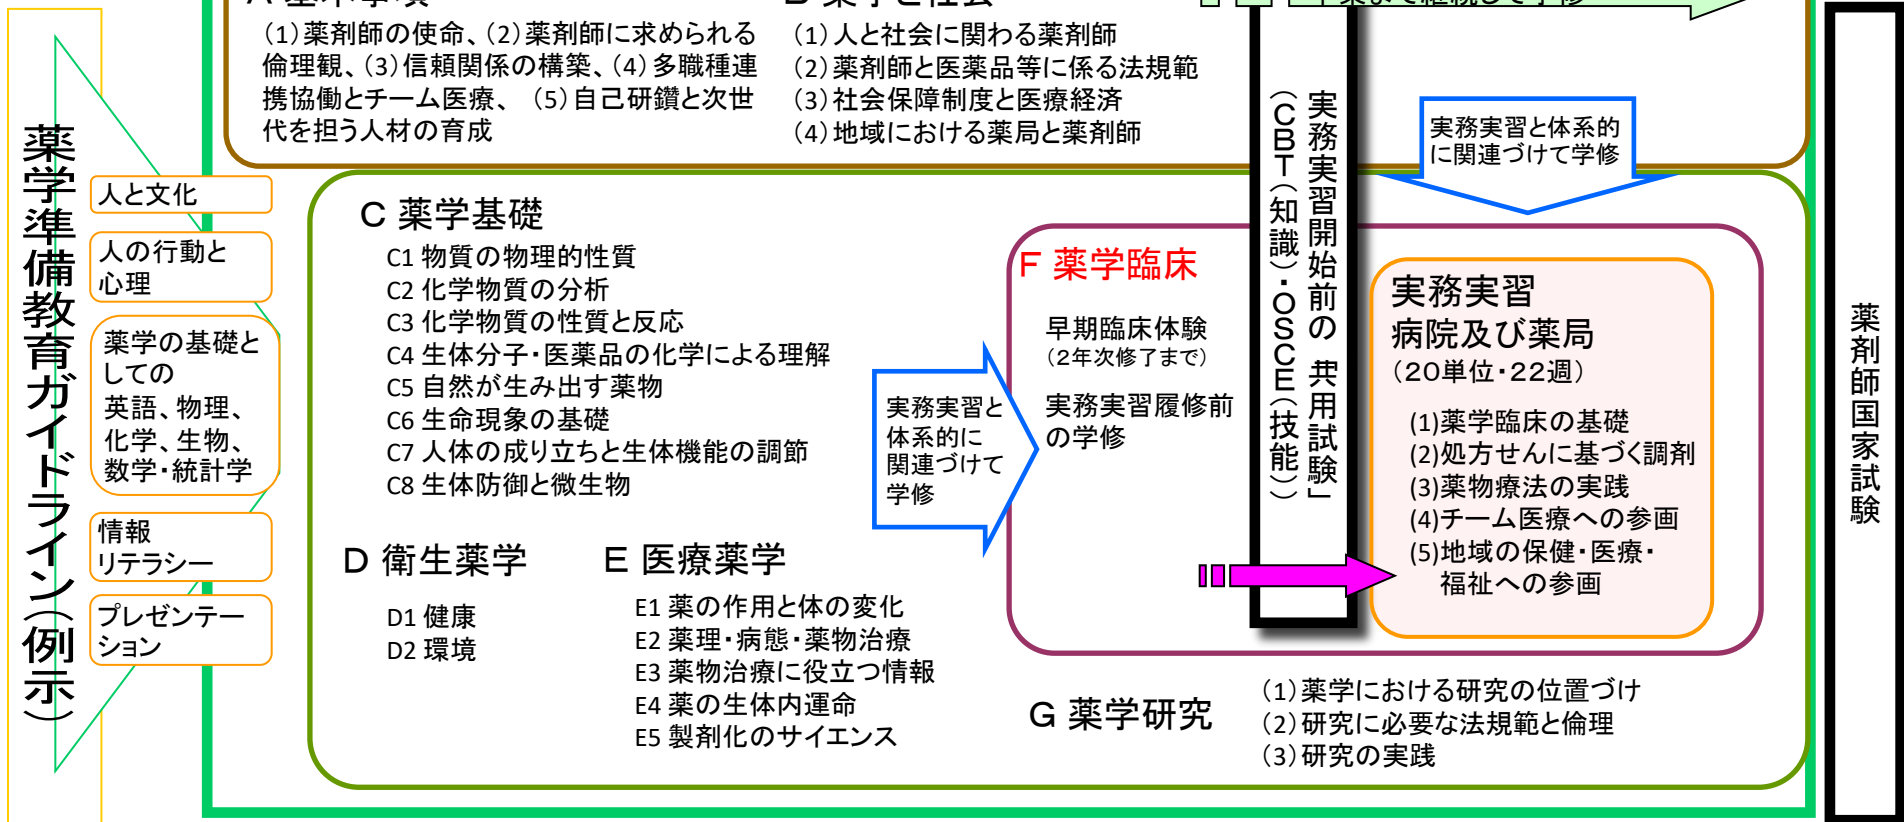 A 基本事項
(1)薬剤師の使命、(2)薬剤師に求められる
倫理観、(3)信頼関係の構築、(4)多職種連
携協働とチーム医療、 (5)自己研鑽と次世
代を担う人材の育成
B 薬学と社会
(1)人と社会に関わる薬剤師
(2)薬剤師と医薬品等に係る法規範
(3)社会保障制度と医療経済
(4)地域における薬局と薬剤師
卒業まで継続して学修
薬学準備教育ガイドライン(例示)
人と文化
人の行動と
心理
薬学の基礎と
しての
英語、物理、
化学、生物、
数学・統計学
情報
リテラシー
プレゼンテー
ション
C 薬学基礎
C1 物質の物理的性質
C2 化学物質の分析
C3 化学物質の性質と反応
C4 生体分子・医薬品の化学による理解
C5 自然が生み出す薬物
C6 生命現象の基礎
C7 人体の成り立ちと生体機能の調節
C8 生体防御と微生物
D 衛生薬学
D1 健康
D2 環境
E 医療薬学
E1 薬の作用と体の変化
E2 薬理・病態・薬物治療
E3 薬物治療に役立つ情報
E4 薬の生体内運命
E5 製剤化のサイエンス
実務実習と
体系的に
関連づけて
学修
F 薬学臨床
早期臨床体験
(2年次修了まで)
実務実習履修前
の学修
実務実習開始前の「共用試験」
(CBT(知識)・OSCE(技能))
実務実習と体系的
に関連づけて学修
実務実習
病院及び薬局
(20単位・22週)
(1)薬学臨床の基礎
(2)処方せんに基づく調剤
(3)薬物療法の実践
(4)チーム医療への参画
(5)地域の保健・医療・
福祉への参画
G 薬学研究
(1)薬学における研究の位置づけ
(2)研究に必要な法規範と倫理
(3)研究の実践
薬剤師国家試験